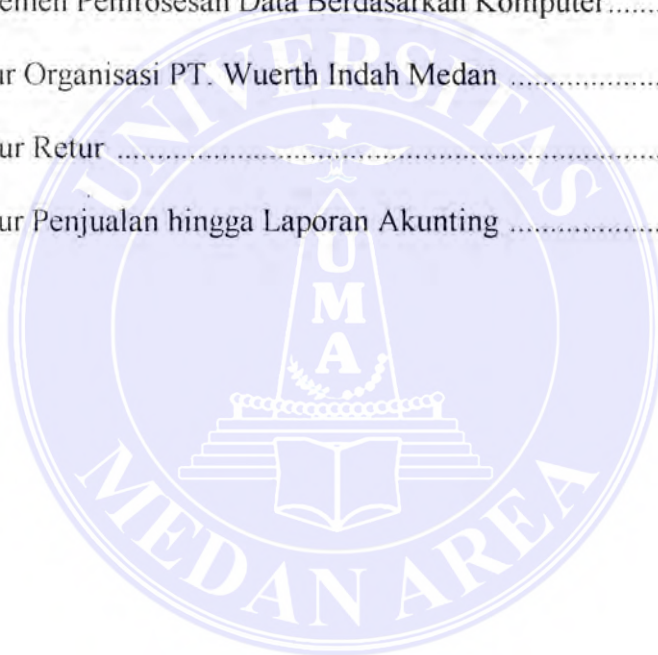 emen Pemrosesan Data Berdasarkan Komputer........
ur Organisasi PT. Wuerth Indah Medan ....................
ur Retur ................................................................................
ur Penjualan hingga Laporan Akunting ....................
UNIVERSITAS
UMA
MEDAN AREA